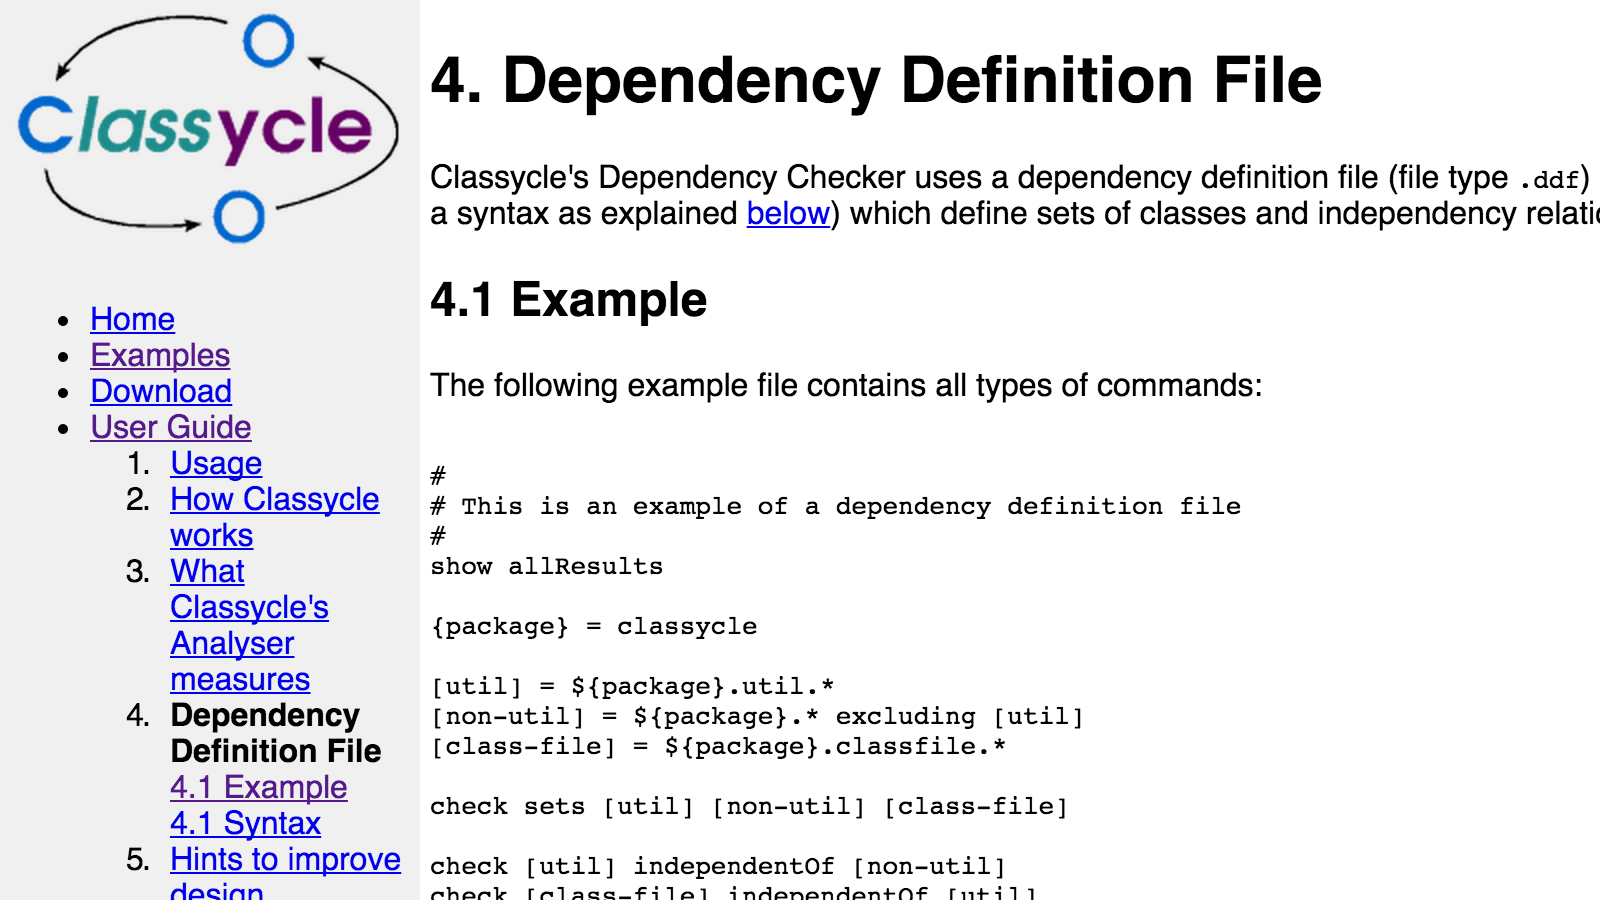 Classycle
Home
Examples
Download
User Guide
1. Usage
2. How Classycle
works
3. What
Classycle's
Analyser
measures
4. Dependency
Definition File
4.1 Example
4.1 Syntax
5. Hints to improve
design
4. Dependency Definition File
Classycle's Dependency Checker uses a dependency definition file (file type .ddf)
a syntax as explained below) which define sets of classes and independency
4.1 Example
The following example file contains all types of commands:
#
# This is an example of a dependency definition file
#
show allResults
{package} = classycle
[util] = ${package}.util.*
[non-util] = ${package}.* excluding [util]
[class-file] = ${package}.classfile.*
check sets [util] [non-util] [class-file]
check [util] independentOf [non-util]
check [class-file] independentOf [util]